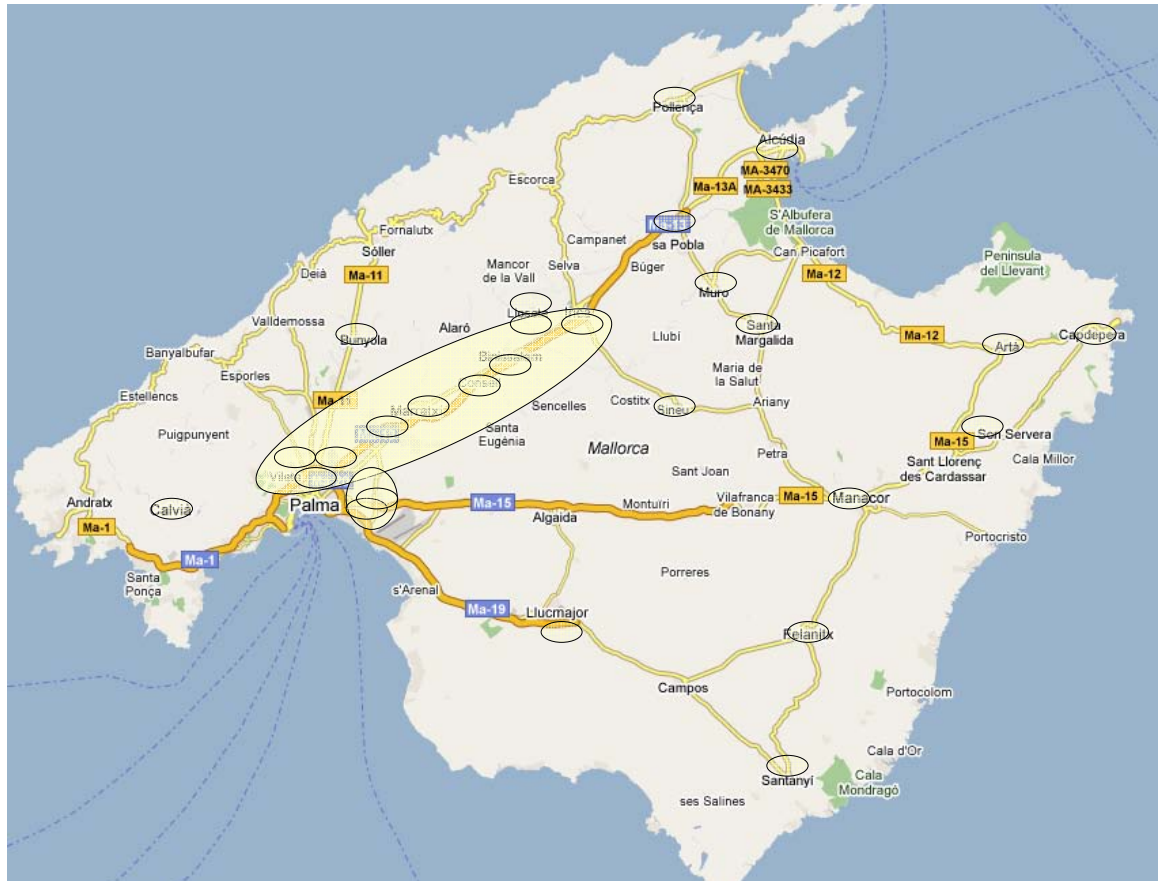 Pollença
Alcúdia
MA-3470
Ma-13A
MA-3433
Escorca
S'Albufera
de Mallorca
Ma-13
Fornalutx
Campanet
sa Pobla
Sóller
Can Picafort
Península
del Llevant
Mancor
de la Vall
Selva
Búger
Deià
Ma-11
Ma-12
Muro
Lloseta
Inca
Valldemossa
Alaró
Santa
Margalida
Bunyola
Llubí
Ma-12
Capdepera
Artà
Banyalbufar
Binissalem
Maria de
la Salut
Esporles
Consell
Estellencs
Ma-11
Marratxí
Sencelles
Costitx
Sineu
Ariany
Puigpunyent
Santa
Eugènia
Mallorca
Son Servera
Ma-15
Petra
Cala Millor
Sant Llorenç
des Cardassar
Vileta
Sant Joan
Andratx
Calvià
Palma
Ma-15
Montuïri
Vilafranca
de Bonany
Ma-15
Manacor
Algaida
Ma-1
Portocristo
Ma-1
Santa
Ponça
Porreres
s'Arenal
Ma-19
Llucmajor
Felanitx
Campos
Portocolom
Cala d'Or
Santanyí
Cala
Mondragó
ses Salines